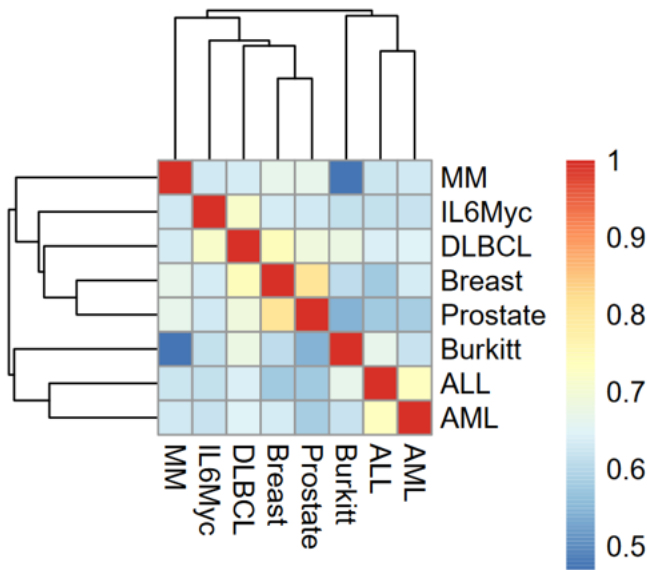 MM
IL6Myc
DLBCL
Breast
Prostate
Burkitt
ALL
AML
MM
IL6Myc
DLBCL
Breast
Prostate
Burkitt
ALL
AML
1
0.9
0.8
0.7
0.6
0.5